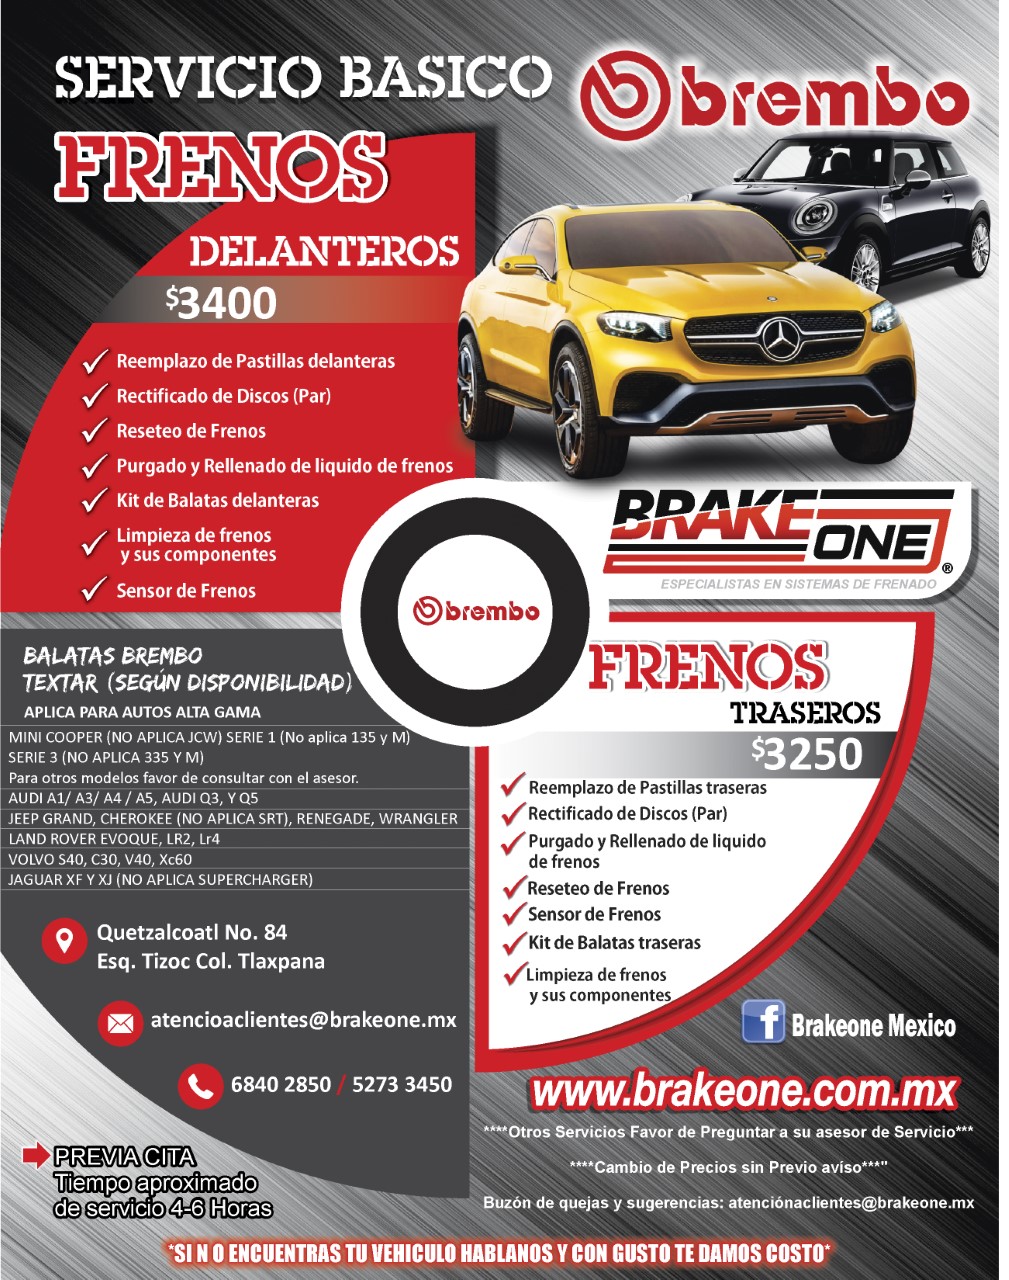 SERVICIO BASICO
brembo
FRENOS
DELANTEROS
$3400
Reemplazo de Pastillas delanteras
Rectificado de Discos (Par)
Reseteo de Frenos
Purgado y Rellenado de liquido de frenos
Kit de Balatas delanteras
Limpieza de frenos
y sus componentes
Sensor de Frenos
BRAKE
ONE®
ESPECIALISTAS EN SISTEMAS DE FRENADO
brembo
BALATAS BREMBO
TEXTAR (SEGÚN DISPONIBILIDAD)
APLICA PARA AUTOS ALTA GAMA
MINI COOPER (NO APLICA JCW) SERIE 1 (No aplica 135 y M)
SERIE 3 (NO APLICA 335 Y M)
Para otros modelos favor de consultar con el asesor.
AUDI A1/ A3/ A4 / A5, AUDI Q3, Y Q5
JEEP GRAND, CHEROKEE (NO APLICA SRT), RENEGADE, WRANGLER
LAND ROVER EVOQUE, LR2, Lr4
VOLVO S40, C30, V40, Xc60
JAGUAR XF Y XJ (NO APLICA SUPERCHARGER)
FRENOS
TRASEROS
$3250
Reemplazo de Pastillas traseras
Rectificado de Discos (Par)
Purgado y Rellenado de liquido
de frenos
Reseteo de Frenos
Sensor de Frenos
Kit de Balatas traseras
Limpieza de frenos
y sus componentes
Quetzalcoatl No. 84
Esq. Tizoc Col. Tlaxpana
atencioaclientes@brakeone.mx
6840 2850 / 5273 3450
f Brakeone Mexico
www.brakeone.com.mx
****Otros Servicios Favor de Preguntar a su asesor de Servicio***
****Cambio de Precios sin Previo avíso***"
Buzón de quejas y sugerencias: atenciónaclientes@brakeone.mx
PREVIA CITA
Tiempo aproximado
de servicio 4-6 Horas
*SI N O ENCUENTRAS TU VEHICULO HABLANOS Y CON GUSTO TE DAMOS COSTO*